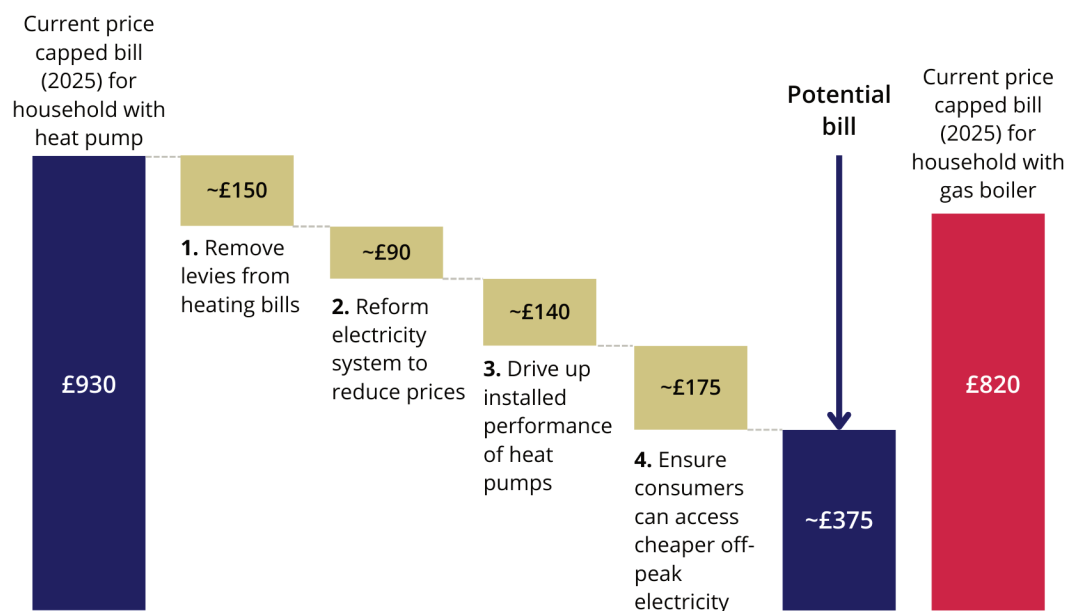 Current price
capped bill
(2025) for
household with
heat pump
£930
~£150
1. Remove
levies from
heating bills
~£90
2. Reform
electricity
system to
reduce prices
~£140
3. Drive up
installed
performance
of heat
pumps
~£175
4. Ensure
consumers
can access
cheaper off-
peak
electricity
Potential
bill
~£375
Current price
capped bill
(2025) for
household with
gas boiler
£820